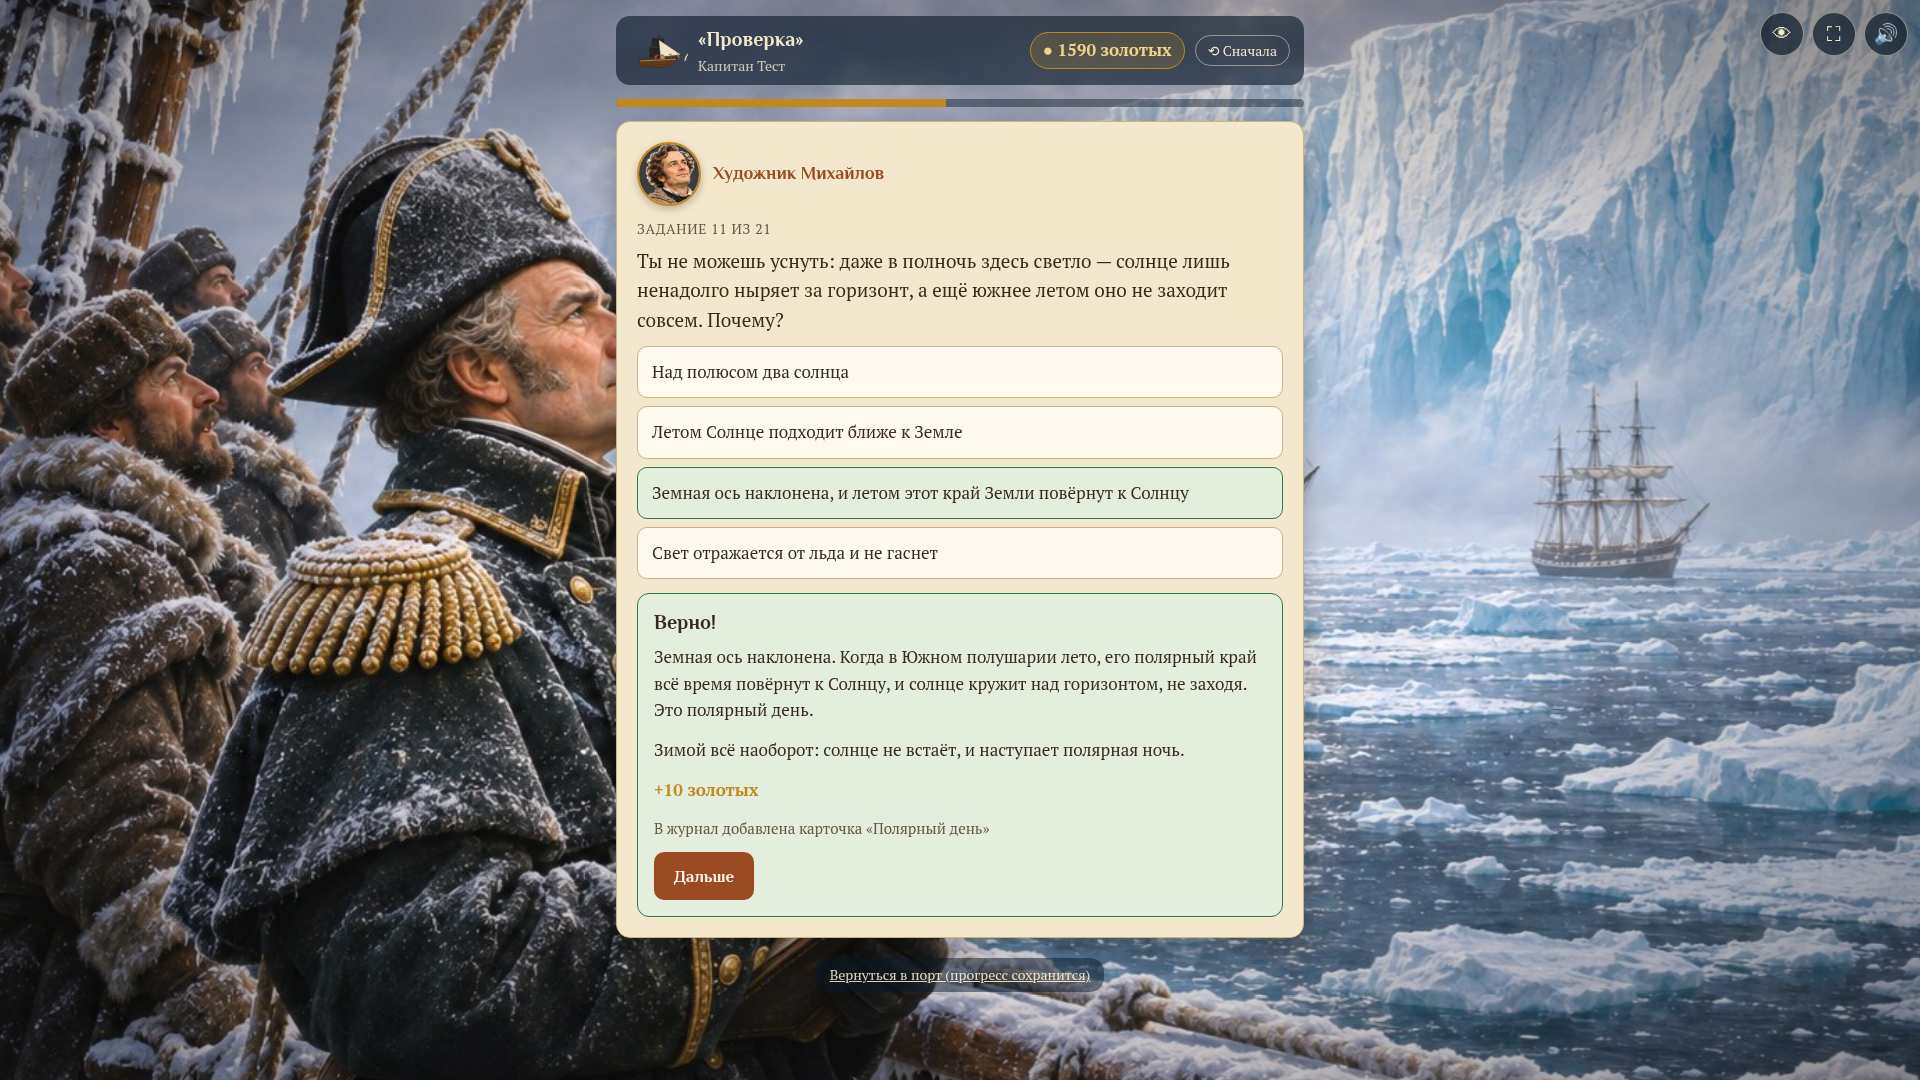 «Проверка»
Капитан Тест
● 1590 золотых
⟲ Сначала
Художник Михайлов
ЗАДАНИЕ 11 ИЗ 21
Ты не можешь уснуть: даже в полночь здесь светло — солнце лишь
ненадолго ныряет за горизонт, а ещё южнее летом оно не заходит
совсем. Почему?
Над полюсом два солнца
Летом Солнце подходит ближе к Земле
Земная ось наклонена, и летом этот край Земли повёрнут к Солнцу
Свет отражается от льда и не гаснет
Верно!
Земная ось наклонена. Когда в Южном полушарии лето, его полярный край
всё время повёрнут к Солнцу, и солнце кружит над горизонтом, не заходя.
Это полярный день.
Зимой всё наоборот: солнце не встаёт, и наступает полярная ночь.
+10 золотых
В журнал добавлена карточка «Полярный день»
Дальше
Вернуться в порт (прогресс сохранится)